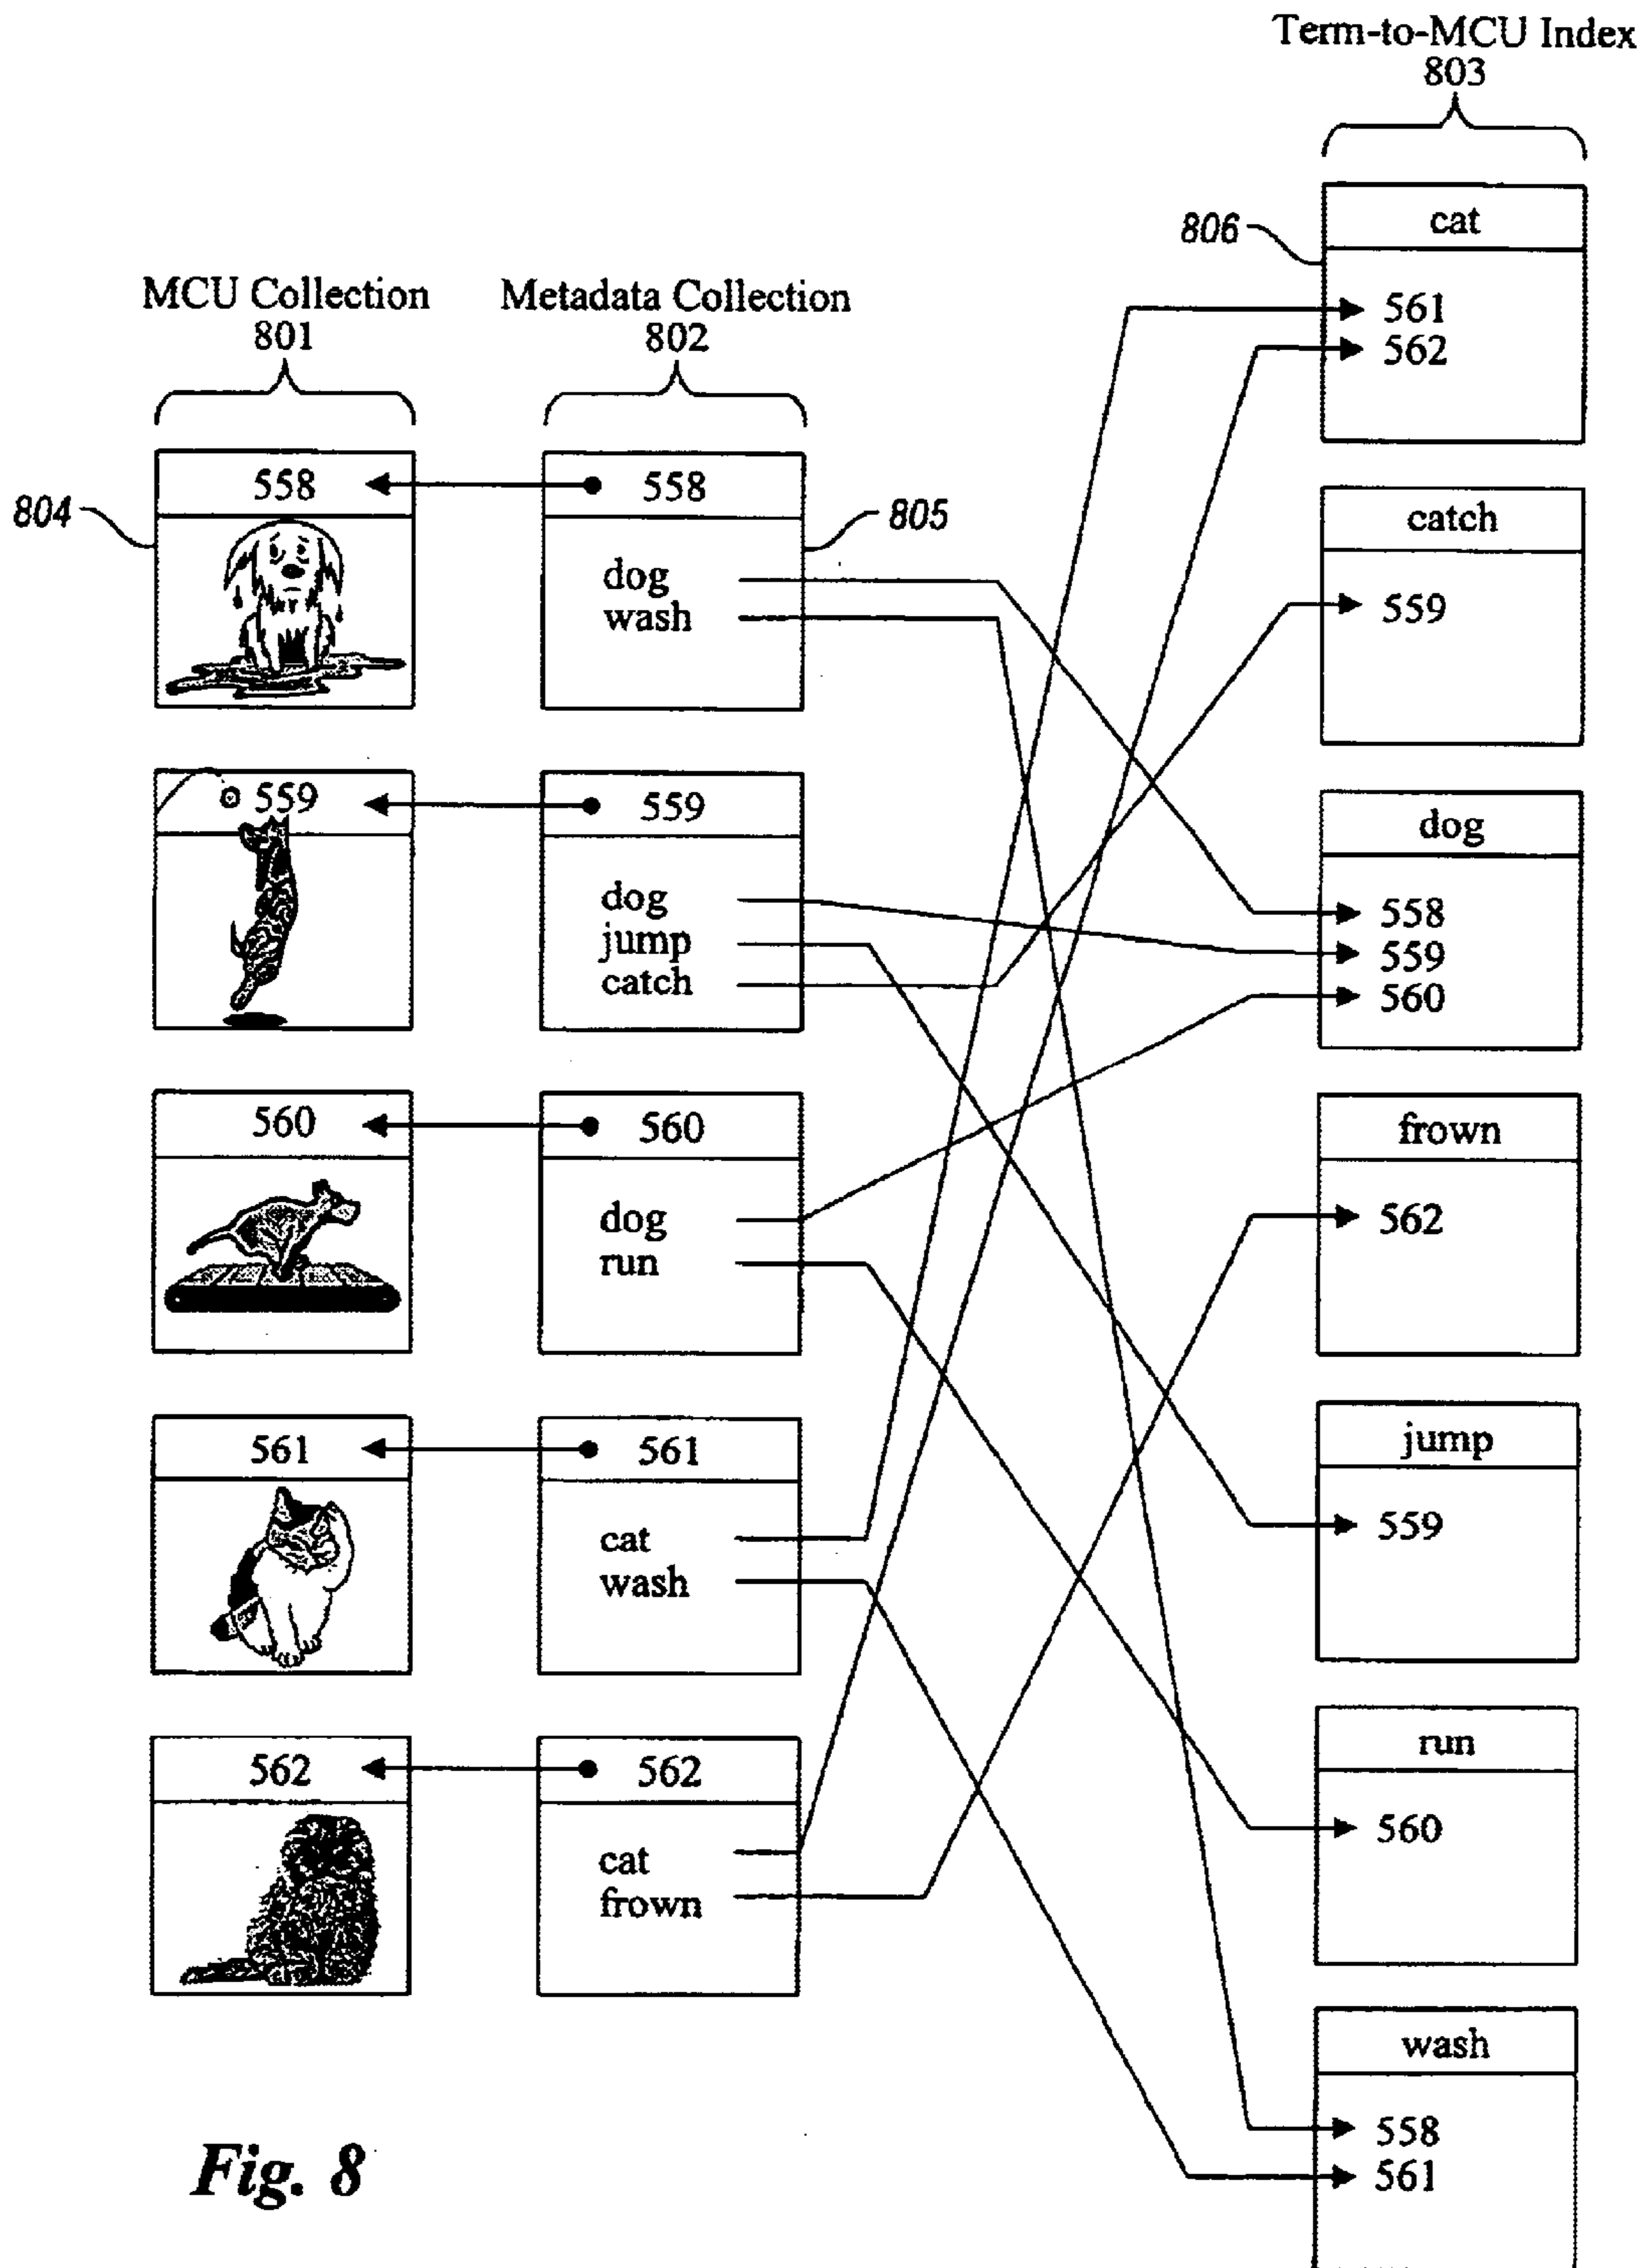 Term-to-MCU Index
803
806
cat
561
562
MCU Collection
801
Metadata Collection
802
804
558
558
805
dog
wash
catch
559
559
559
dog
jump
catch
dog
558
559
560
560
560
dog
run
frown
562
561
561
cat
wash
jump
559
562
562
cat
frown
run
560
wash
558
561
Fig. 8